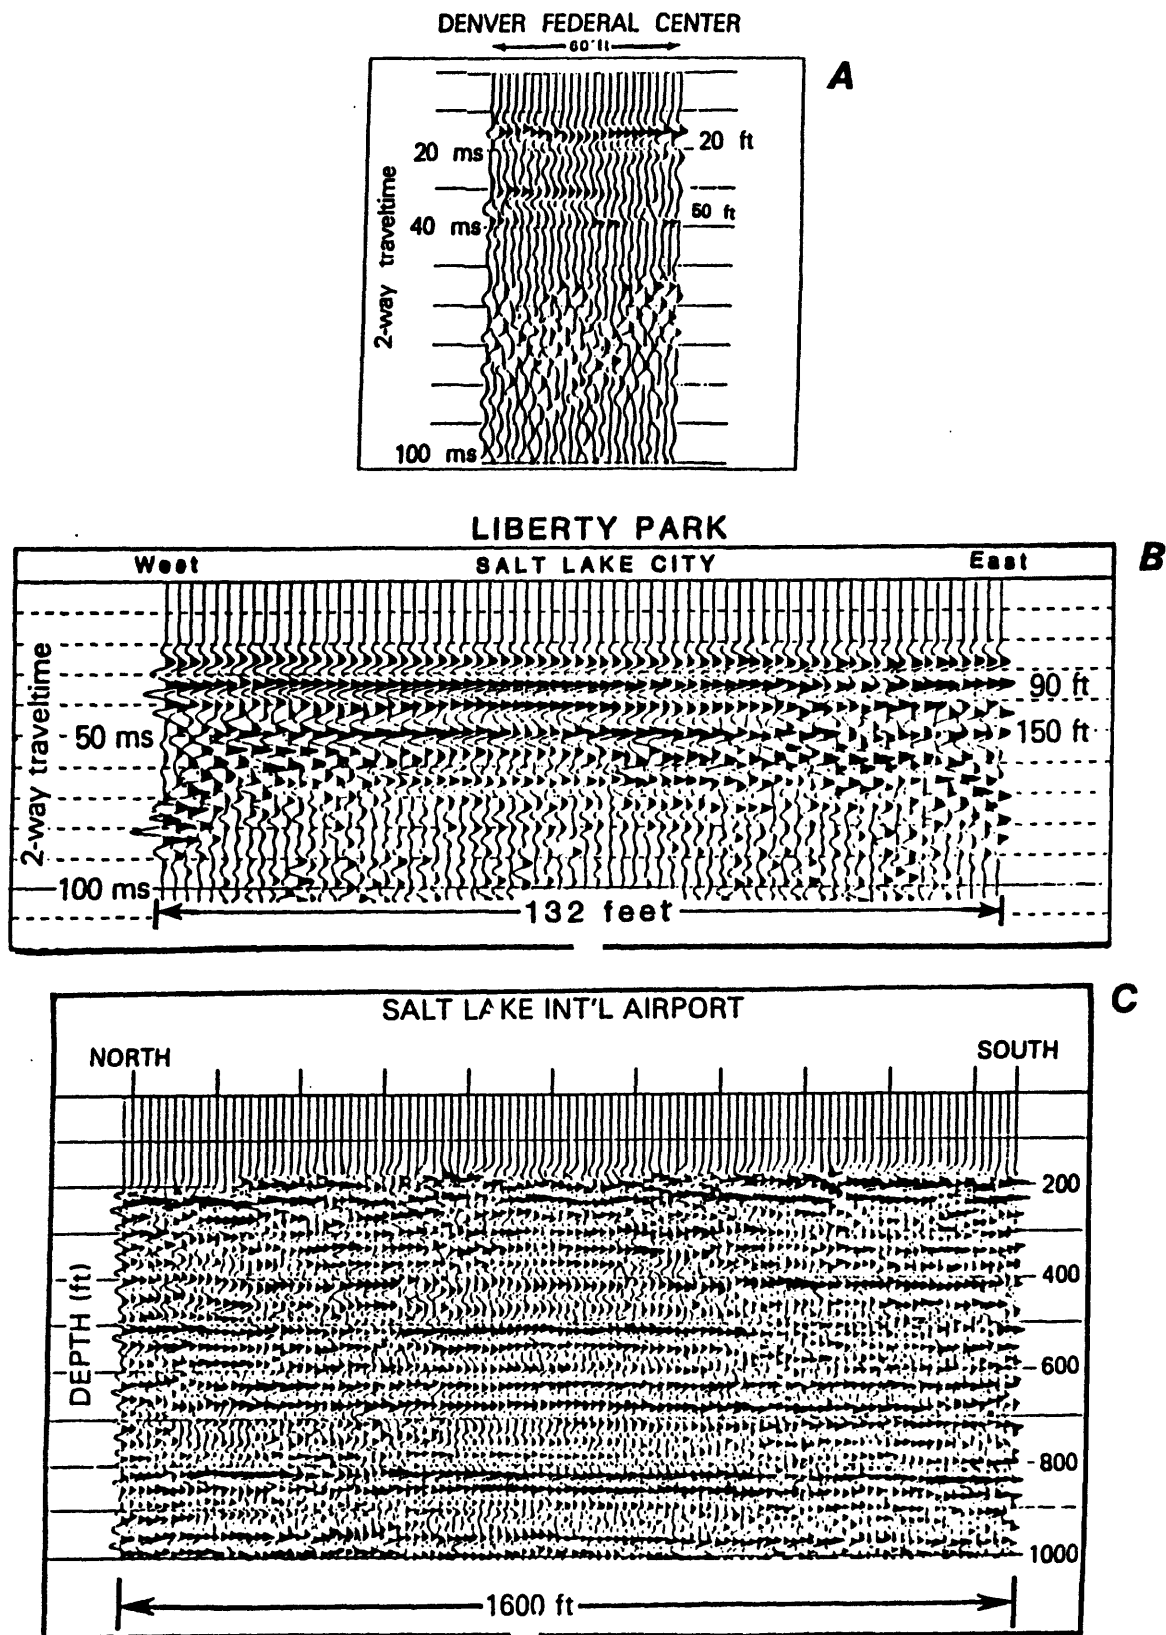 DENVER FEDERAL CENTER
60 ft
A
20 ms
20 ft
40 ms
50 ft
2-way traveltime
100 ms
LIBERTY PARK
B
West
SALT LAKE CITY
East
90 ft
50 ms
150 ft
2-way traveltime
100 ms
132 feet
C
SALT LAKE INT'L AIRPORT
NORTH
SOUTH
200
400
DEPTH (ft)
600
800
1000
1600 ft